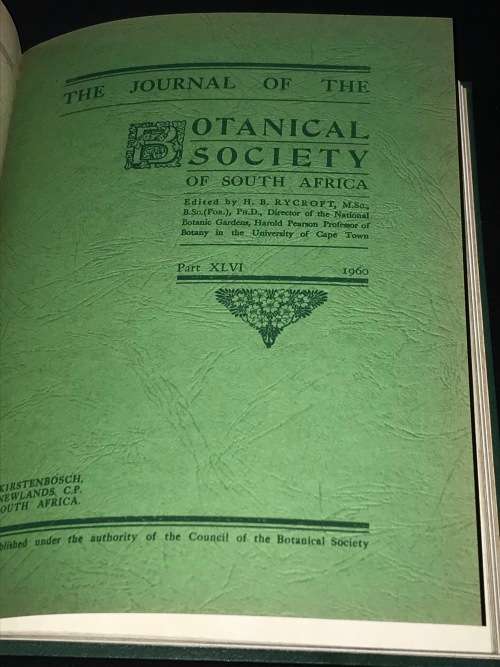 THE JOURNAL OF THE
BOTANICAL
SOCIETY
OF SOUTH AFRICA
Edited by H. B. RYCROFT, M.Sc.,
B.Sc.(For.), Ph.D., Director of the National
Botanic Gardens, Harold Pearson Professor of
Botany in the University of Cape Town
Part XLVI 1960
KIRSTENBOSCH,
NEWLANDS, C.P.
OUTH AFRICA.
blished under the authority of the Council of the Botanical Society